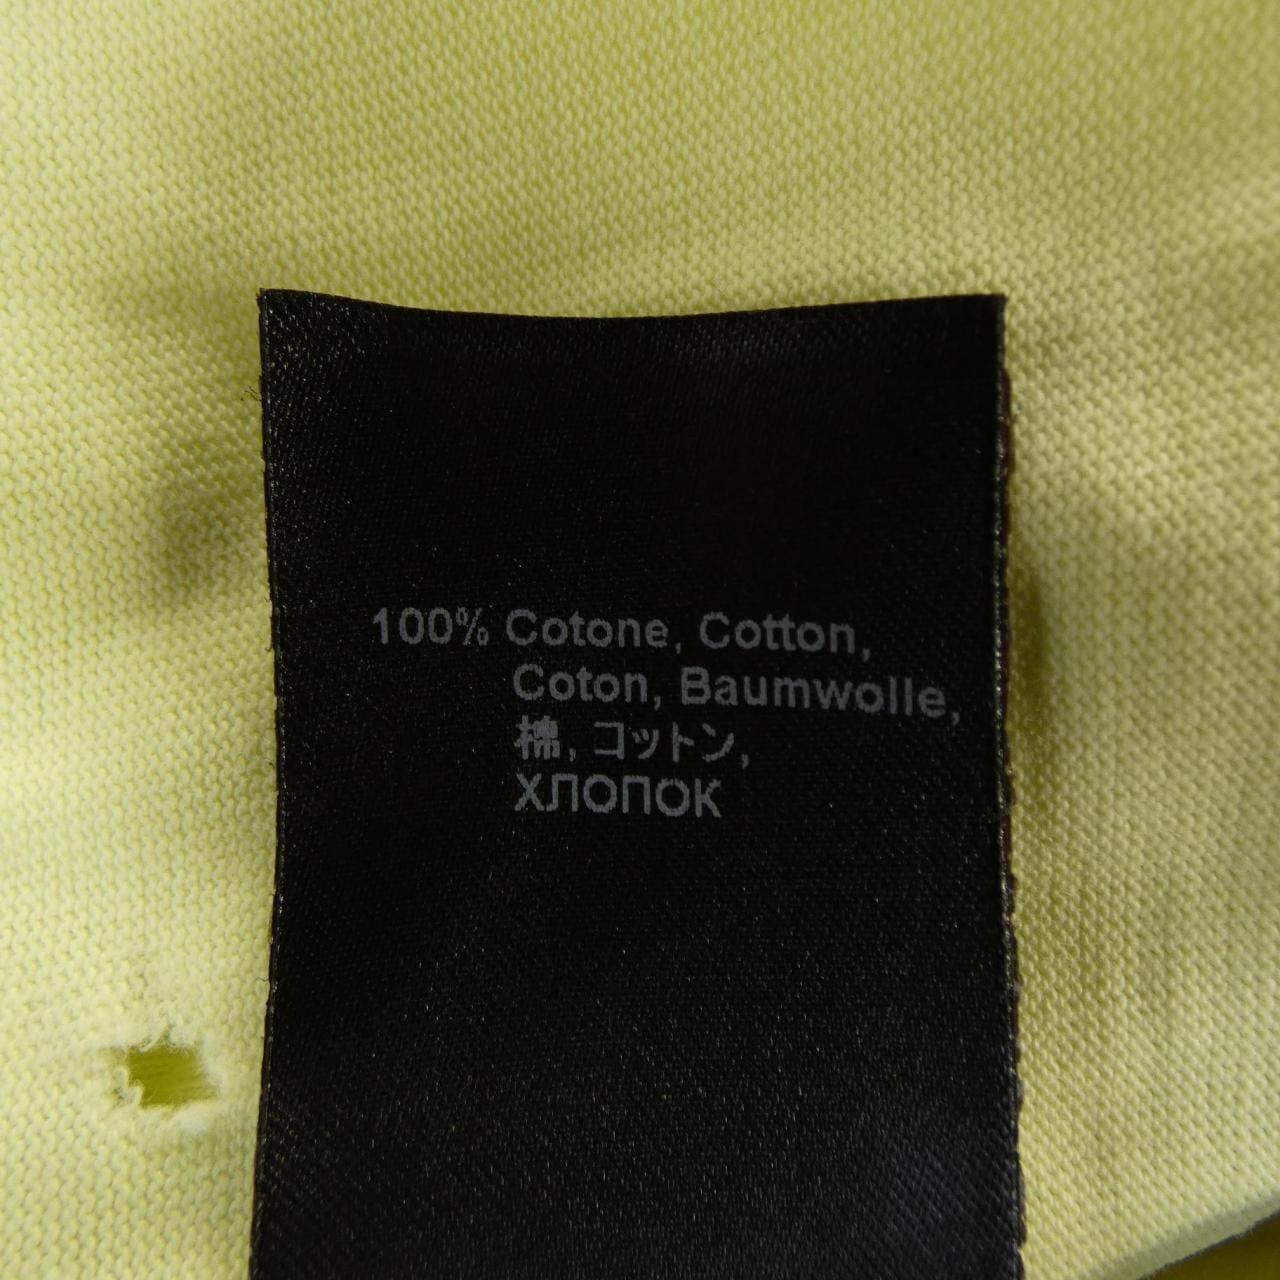 100% Cotone, Cotton,
Coton, Baumwolle,
棉, コットン,
ХЛОПОК